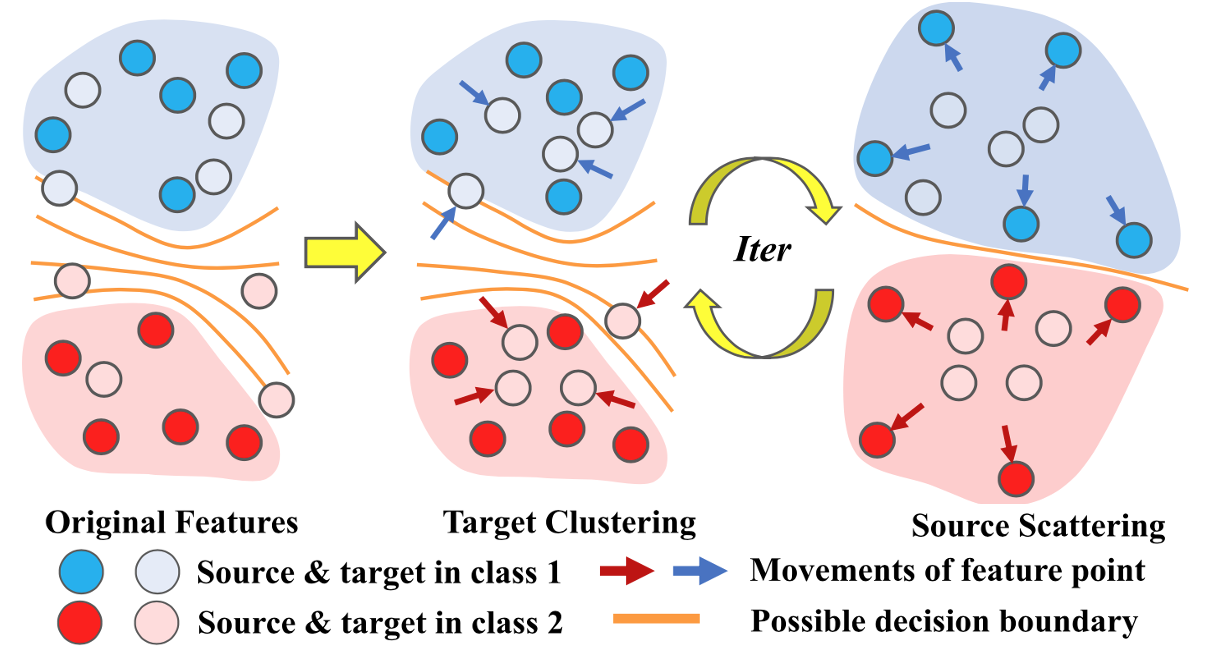 Iter
Original Features
Target Clustering
Source Scattering
Source & target in class 1
Movements of feature point
Source & target in class 2
Possible decision boundary